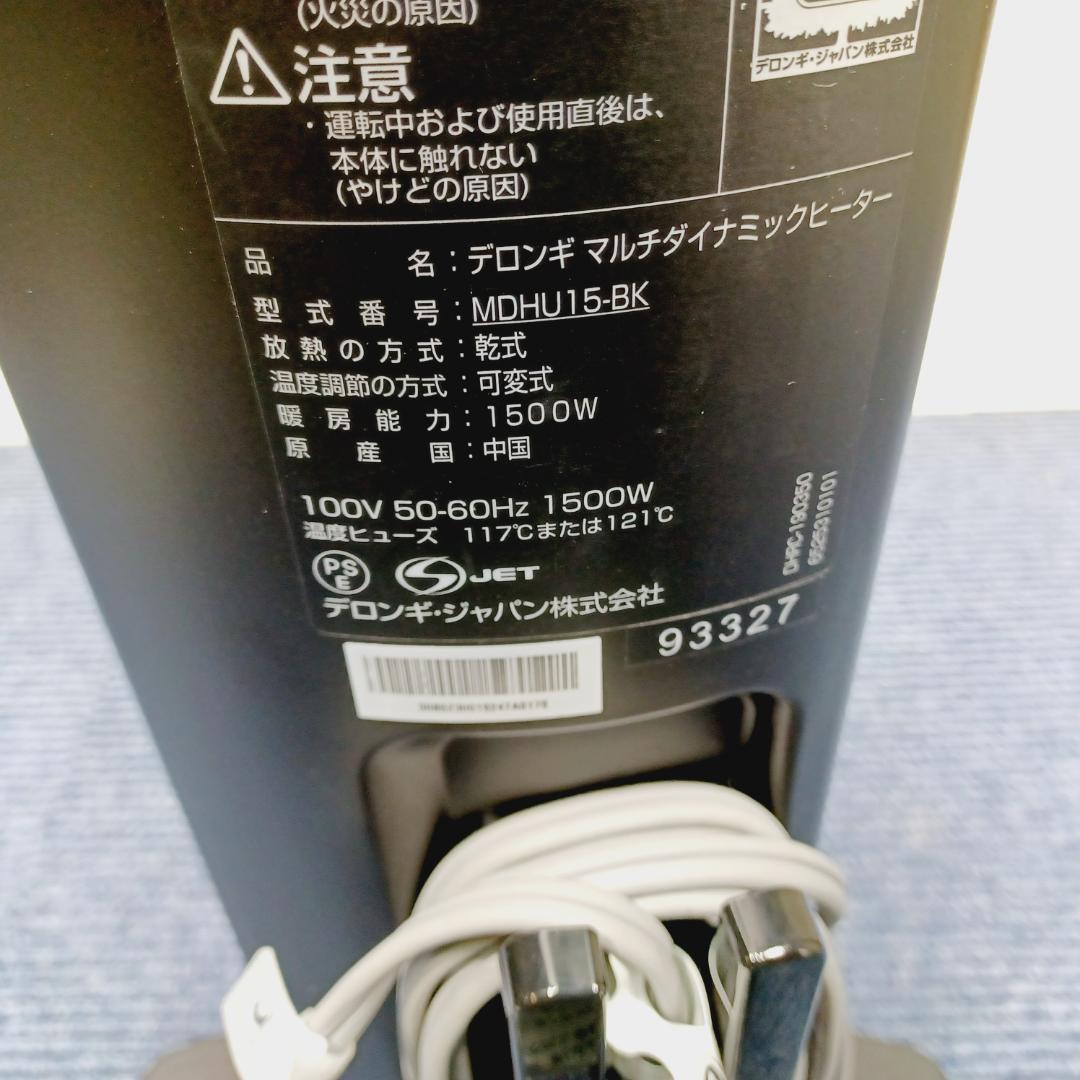 (火災の原因)
注意
・運転中および使用直後は、
本体に触れない
(やけどの原因)
デロンギ・ジャパン株式会社
品名：デロンギ マルチダイナミックヒーター
型式番号：MDHU15-BK
放熱の方式：乾式
温度調節の方式：可変式
暖房能力：1500W
原産国：中国
100V 50-60Hz 1500W
温度ヒューズ 117℃または121℃
PSE
JET
デロンギ・ジャパン株式会社
DHRC-190350
6525310101
93327